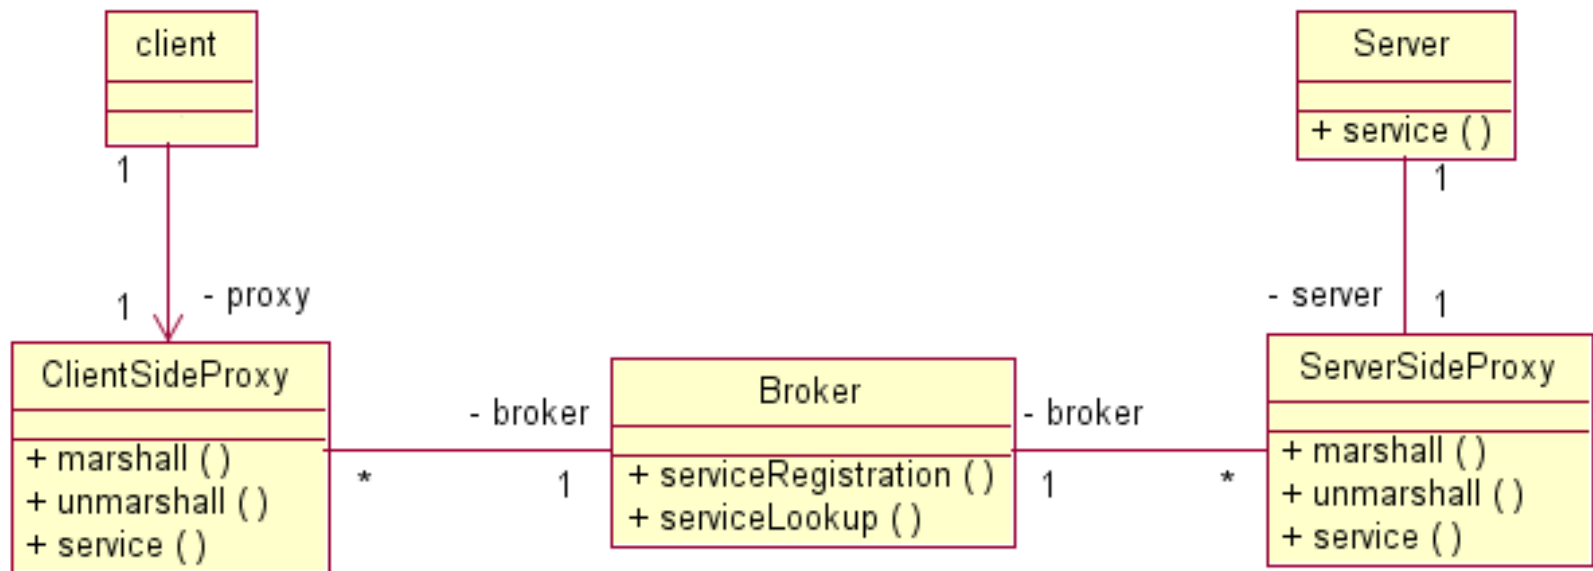 client
1
1
- proxy
ClientSideProxy
+ marshall ( )
+ unmarshall ( )
+ service ( )
*
- broker
1
Broker
+ serviceRegistration ( )
+ serviceLookup ( )
- broker
1
*
Server
+ service ( )
1
- server
1
ServerSideProxy
+ marshall ( )
+ unmarshall ( )
+ service ( )